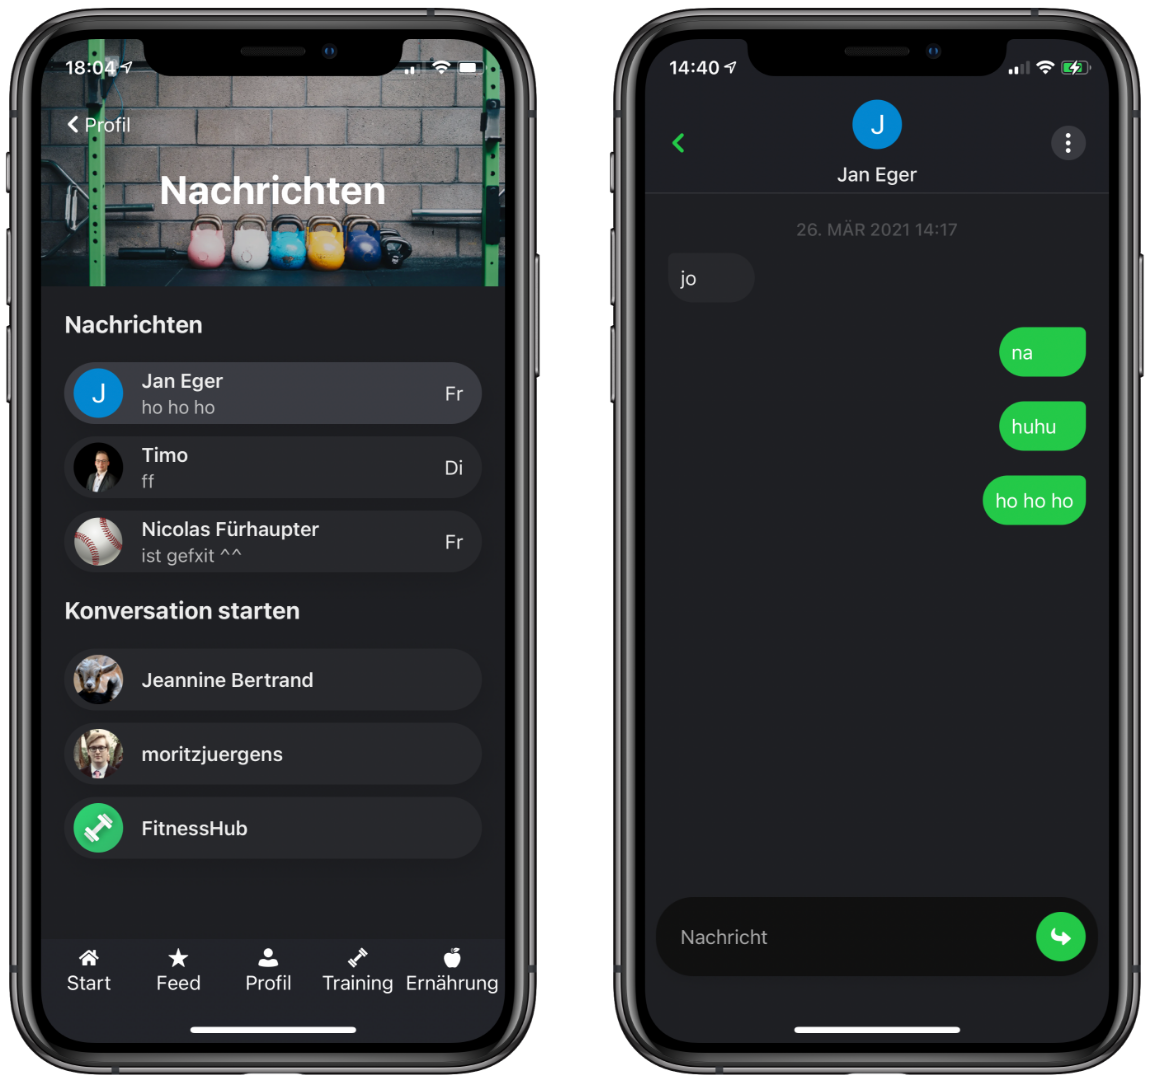 18:04
Profil
Nachrichten
Nachrichten
J
Jan Eger
ho ho ho
Fr
Timo
ff
Di
Nicolas Fürhaupter
ist gefxit ^^
Fr
Konversation starten
Jeannine Bertrand
moritzjuergens
FitnessHub
Start
Feed
Profil
Training
Ernährung
14:40
J
Jan Eger
26. MÄR 2021 14:17
jo
na
huhu
ho ho ho
Nachricht